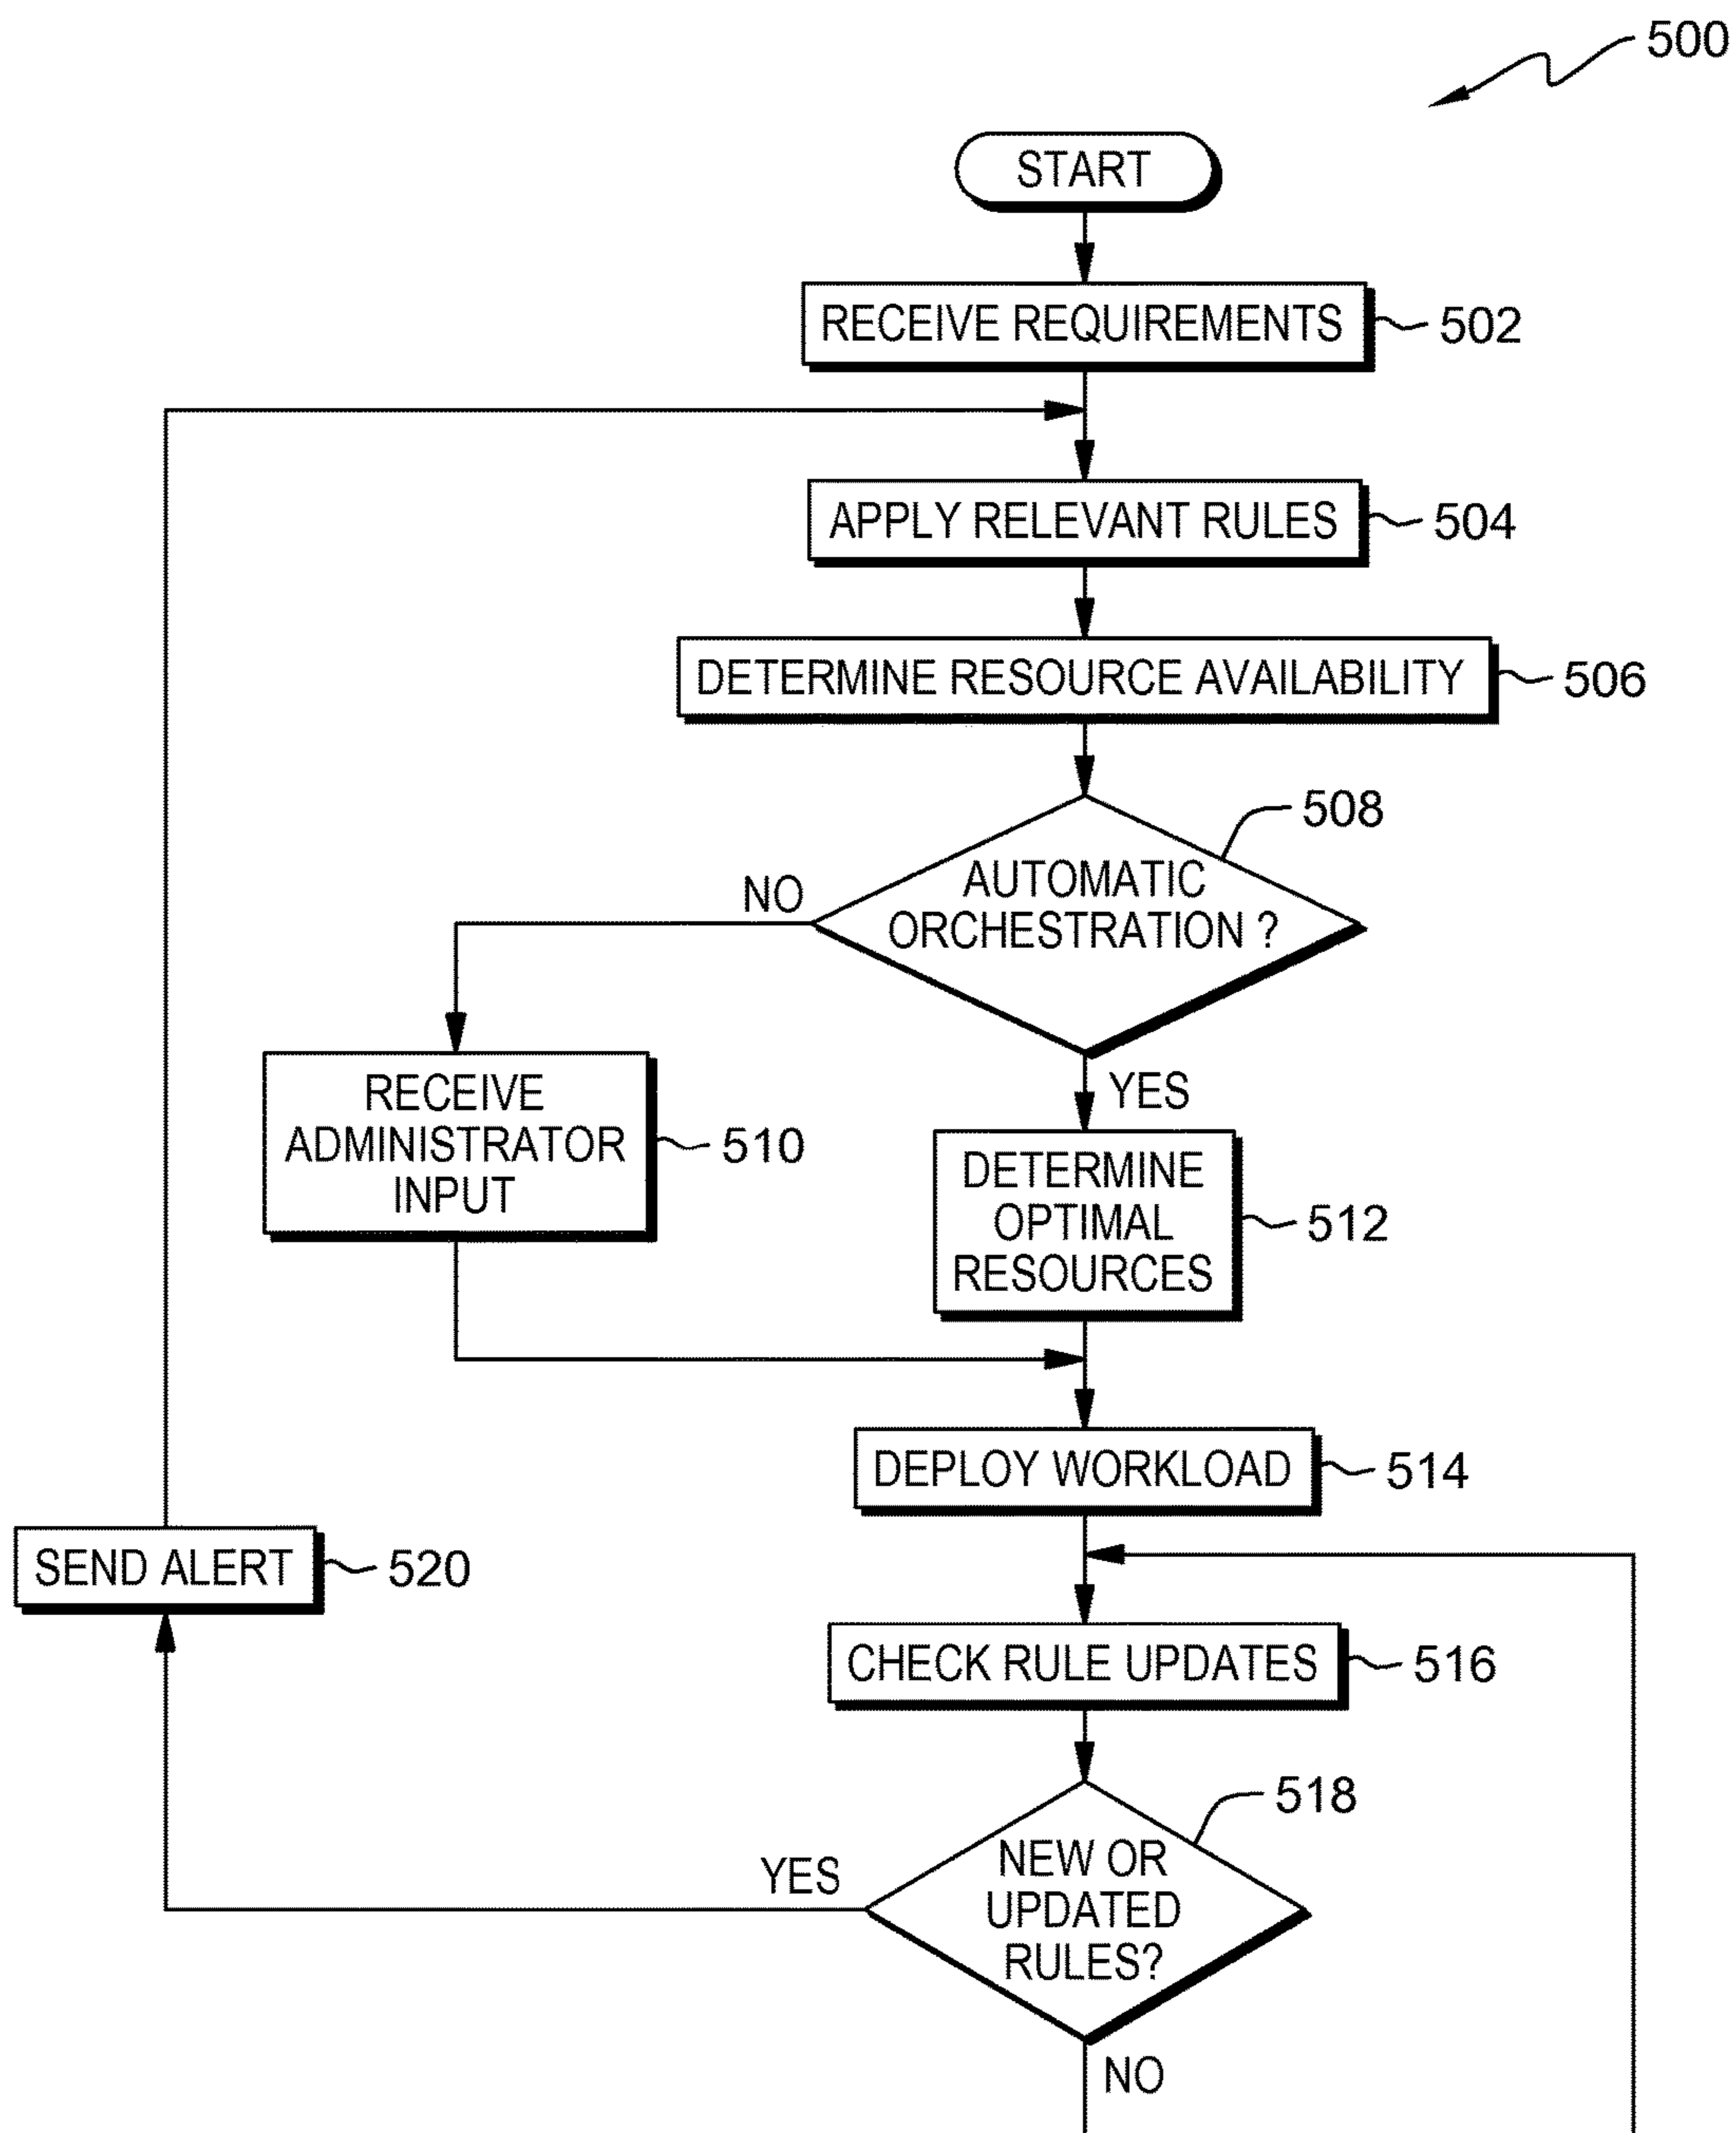 500
START
RECEIVE REQUIREMENTS
502
APPLY RELEVANT RULES
504
DETERMINE RESOURCE AVAILABILITY
506
508
AUTOMATIC
ORCHESTRATION ?
NO
YES
RECEIVE
ADMINISTRATOR
INPUT
510
DETERMINE
OPTIMAL
RESOURCES
512
DEPLOY WORKLOAD
514
SEND ALERT
520
CHECK RULE UPDATES
516
518
NEW OR
UPDATED
RULES?
YES
NO